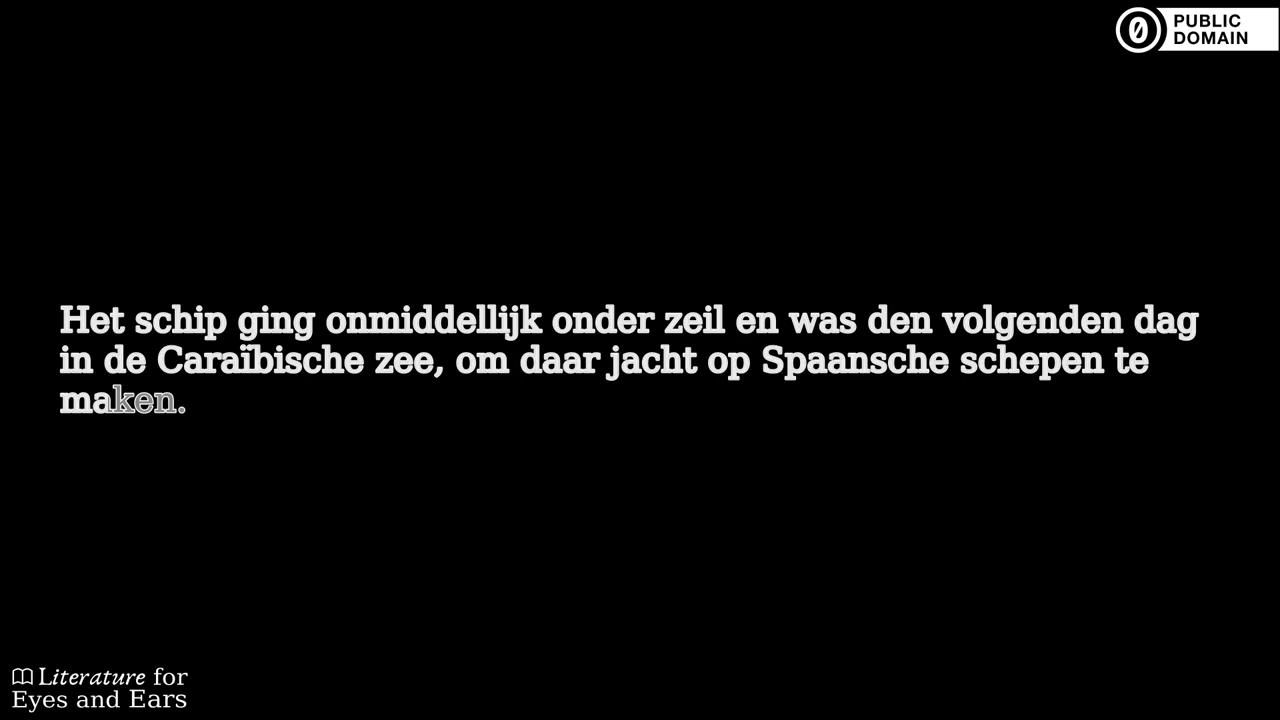 PUBLIC
DOMAIN
Het schip ging onmiddellijk onder zeil en was den volgenden dag
in de Caraïbische zee, om daar jacht op Spaansche schepen te
maken.
Literature for
Eyes and Ears